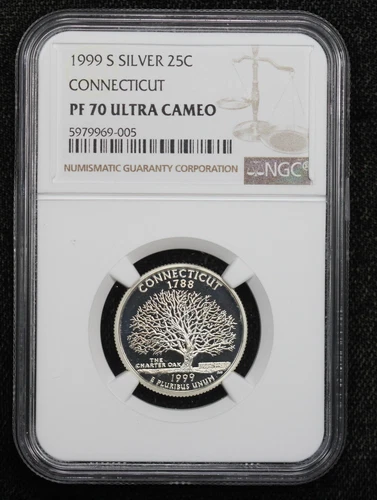 1999 S SILVER 25C
CONNECTICUT
PF 70 ULTRA CAMEO
5979969-005
NUMISMATIC GUARANTY CORPORATION
NGC®
CONNECTICUT
1788
THE
CHARTER OAK
1999
E PLURIBUS UNUM